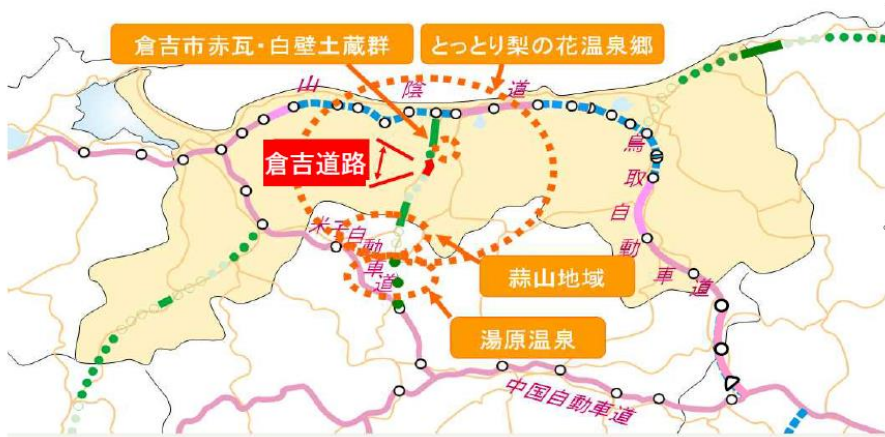 倉吉市赤瓦・白壁土蔵群
とっとり梨の花温泉郷
山陰道
倉吉道路
鳥取自動車道
米子自動車道
蒜山地域
湯原温泉
中国自動車道